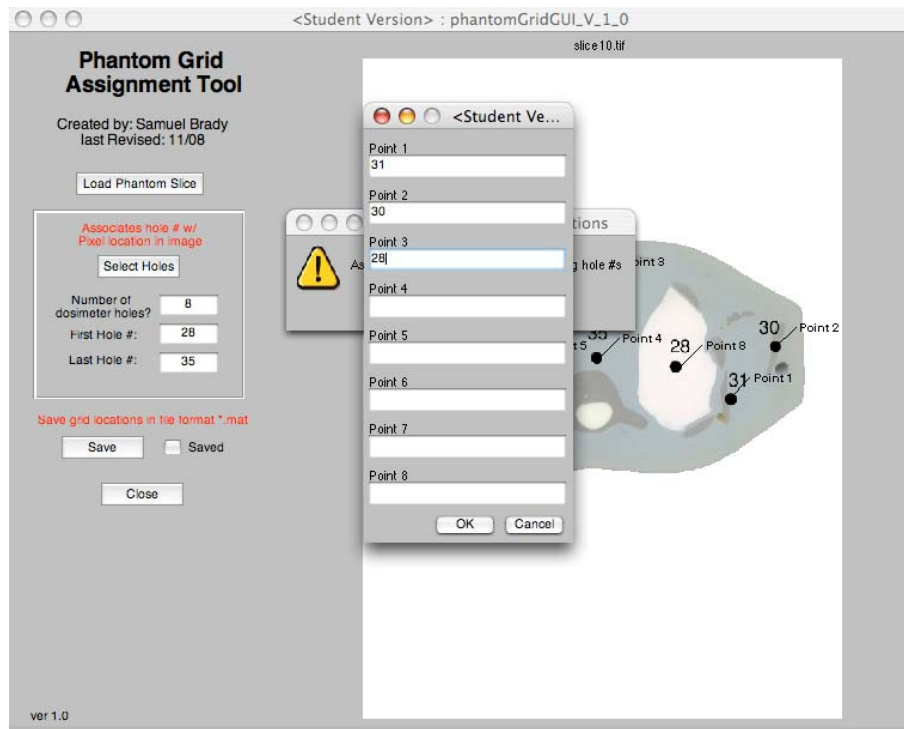 <Student Version> : phantomGridGUI_V_1_0
Phantom Grid
Assignment Tool
Created by: Samuel Brady
last Revised: 11/08
Load Phantom Slice
Associates hole # w/
Pixel location in image
Select Holes
Number of
dosimeter holes?
8
First Hole #:
28
Last Hole #:
35
Save grid locations in file format *.mat
Save
Saved
Close
ver 1.0
slice10.tif
<Student Ve...
Point 1
31
Point 2
30
Point 3
28
Point 4
Point 5
Point 6
Point 7
Point 8
OK
Cancel
As
g hole #s
35
Point 4
28
Point 8
30
Point 2
31
Point 1